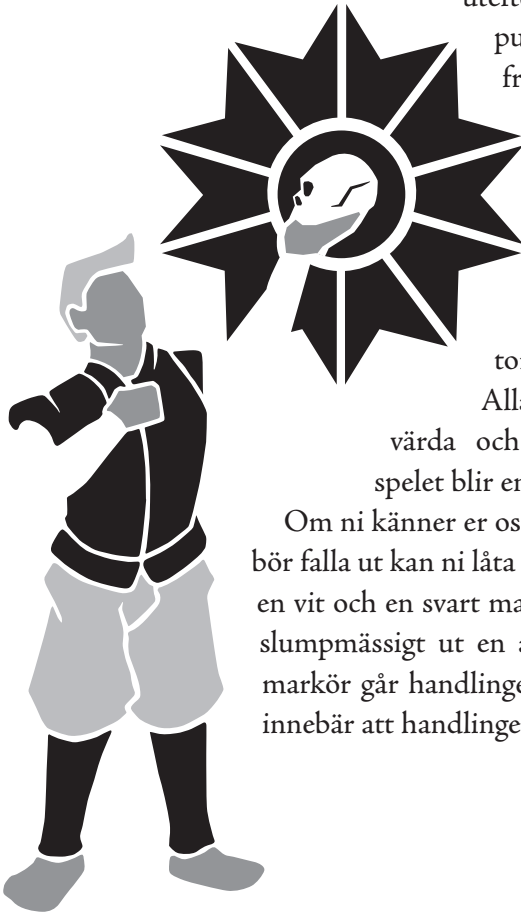 pu
fr
to
Alla
värda och
spelet blir en
Om ni känner er os
bör falla ut kan ni låta
en vit och en svart ma
slumpmässigt ut en a
markör går handlinge
innebär att handlinge